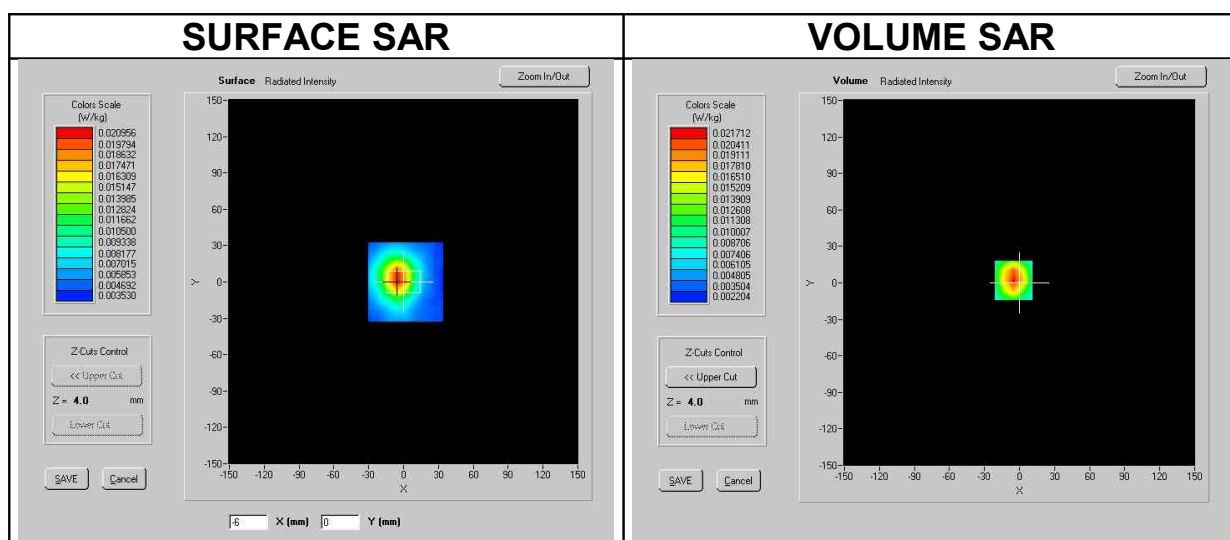 SURFACE SAR
Surface Radiated Intensity
Zoom In/Out
Colors Scale
(W/kg)
0.020956
0.019794
0.018632
0.017471
0.016309
0.015147
0.013985
0.012824
0.011662
0.010500
0.009338
0.008177
0.007015
0.005853
0.004692
0.003530
Z-Cuts Control
<< Upper Cut
Z = 4.0 mm
Lower Cut
SAVE Cancel
150
120
90
60
30
0
-30
-60
-90
-120
-150
Y
-150 -120 -90 -60 -30 0 30 60 90 120 150
X
-6 X (mm) 0 Y (mm)
VOLUME SAR
Volume Radiated Intensity
Zoom In/Out
Colors Scale
(W/kg)
0.021712
0.020411
0.019111
0.017810
0.016510
0.015209
0.013909
0.012608
0.011308
0.010007
0.008706
0.007406
0.006105
0.004805
0.003504
0.002204
Z-Cuts Control
<< Upper Cut
Z = 4.0 mm
Lower Cut
SAVE Cancel
150
120
90
60
30
0
-30
-60
-90
-120
-150
Y
-150 -120 -90 -60 -30 0 30 60 90 120 150
X